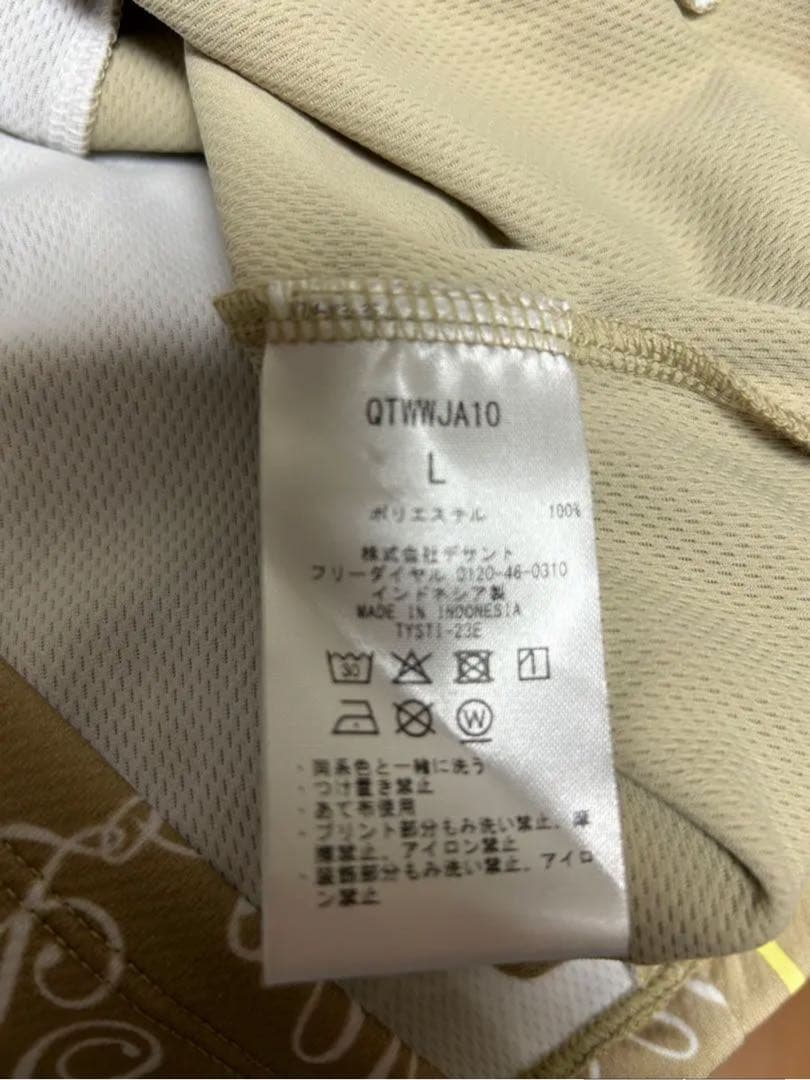 QTWWJA10
L
ポリエステル 100%
株式会社デサント
フリーダイヤル 0120-46-0310
インドネシア製
MADE IN INDONESIA
TYSTI-23E
30
1
W
・同系色と一緒に洗う
・つけ置き禁止
・あて布使用
・プリント部分もみ洗い禁止、摩
擦禁止、アイロン禁止
・装飾部分もみ洗い禁止、アイロ
ン禁止